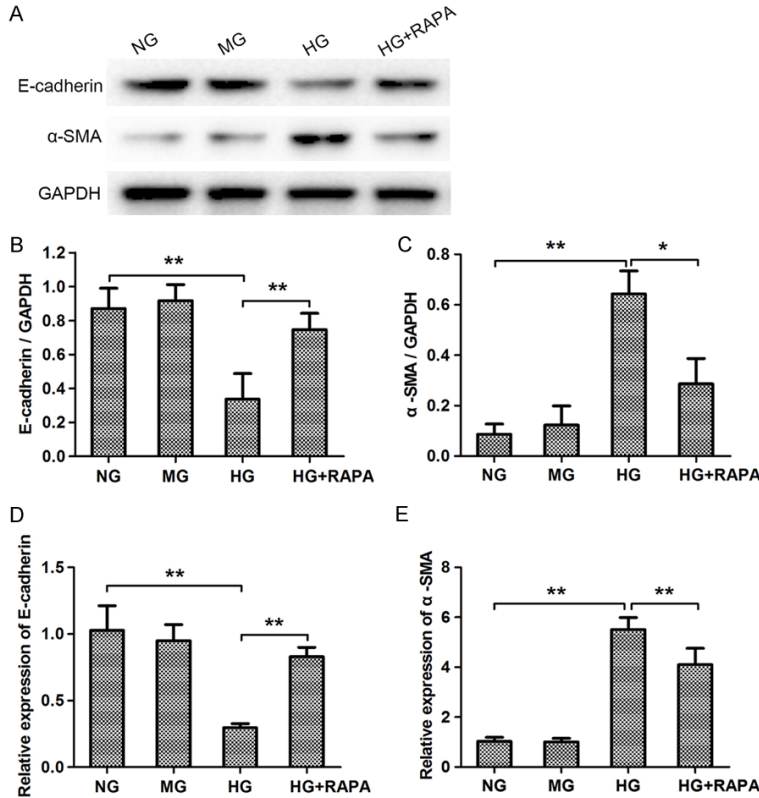 A
NG MG HG HG+RAPA
E-cadherin
α-SMA
GAPDH
B
E-cadherin / GAPDH
1.2
1.0
0.8
0.6
0.4
0.2
0.0
**
**
NG MG HG HG+RAPA
C
α -SMA / GAPDH
0.8
0.6
0.4
0.2
0.0
**
*
NG MG HG HG+RAPA
D
Relative expression of E-cadherin
1.5
1.0
0.5
0.0
**
**
NG MG HG HG+RAPA
E
Relative expression of α -SMA
8
6
4
2
0
**
**
NG MG HG HG+RAPA